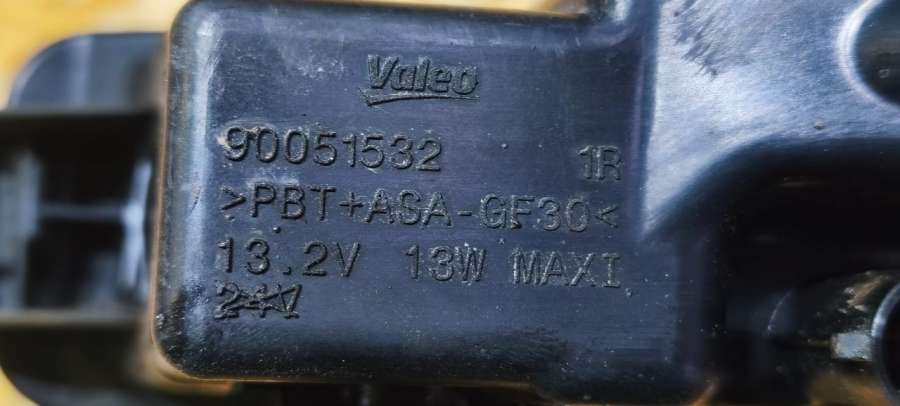 Valeo
90051532 1R
>PBT+ASA-GF30<
13.2V 13W MAXI